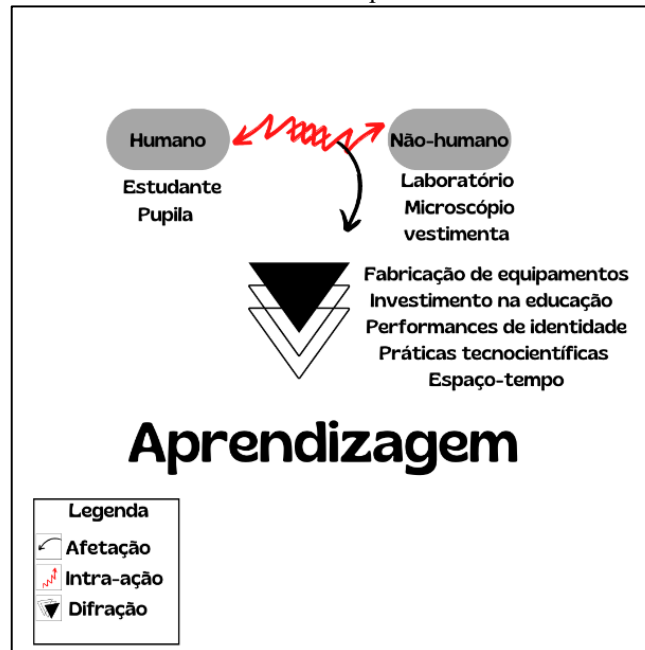 Humano
Não-humano
Estudante
Pupila
Laboratório
Microscópio
vestimenta
Fabricação de equipamentos
Investimento na educação
Performances de identidade
Práticas tecnocientíficas
Espaço-tempo
Aprendizagem
Legenda
Afetação
Intra-ação
Difração